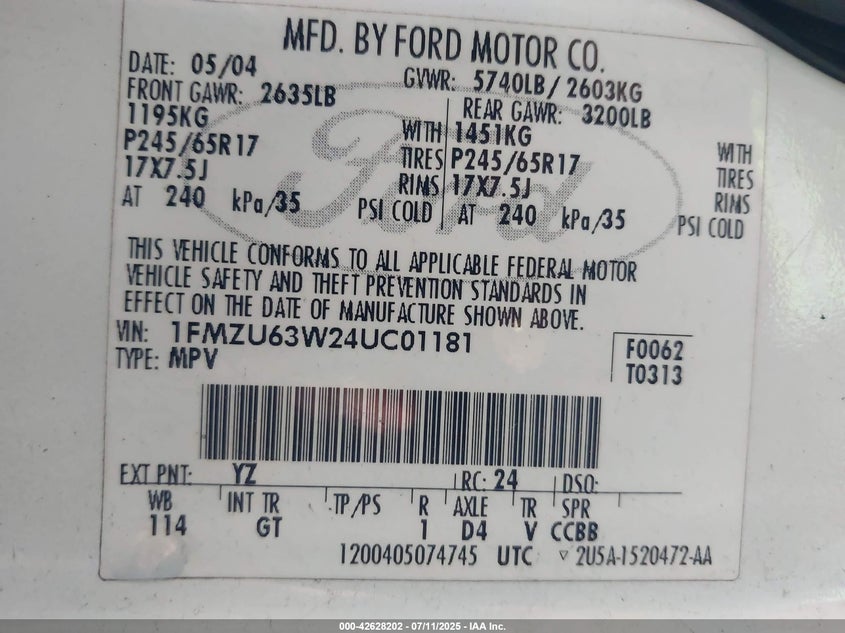 MFD. BY FORD MOTOR CO.
DATE: 05/04 GVWR: 5740LB/ 2603KG
FRONT GAWR: 2635LB REAR GAWR: 3200LB
1195KG WITH 1451KG WITH
P245/65R17 TIRES P245/65R17 TIRES
17X7.5J RIMS 17X7.5J RIMS
AT 240 kPa/35 PSI COLD AT 240 kPa/35 PSI COLD
Ford
THIS VEHICLE CONFORMS TO ALL APPLICABLE FEDERAL MOTOR
VEHICLE SAFETY AND THEFT PREVENTION STANDARDS IN
EFFECT ON THE DATE OF MANUFACTURE SHOWN ABOVE.
VIN: 1FMZU63W24UC01181
TYPE: MPV
F0062
T0313
EXT PNT: YZ RC: 24 DSO:
WB INT TR TP/PS R AXLE TR SPR
114 GT 1 D4 V CCBB
1200405074745 UTC ▽ 2U5A-1520472-AA
000-42628202 - 07/11/2025 - IAA Inc.